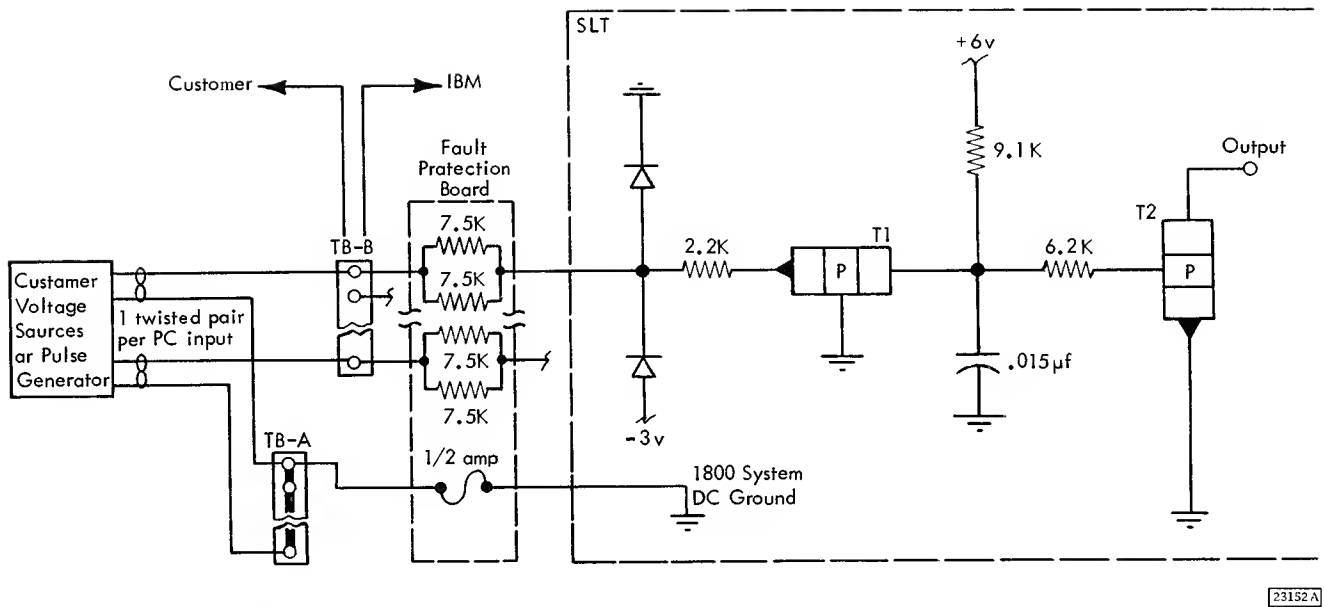 SLT
+6v
Customer
IBM
Fault
Pratection
Board
9.1K
Output
7.5K
TB-B
2.2K
T1
6.2K
T2
P
P
Custamer
Voltage
Saurces
ar Pulse
Generator
1 twisted pair
per PC input
7.5K
7.5K
7.5K
.015µf
-3v
TB-A
1/2 amp
1800 System
DC Ground
23152A